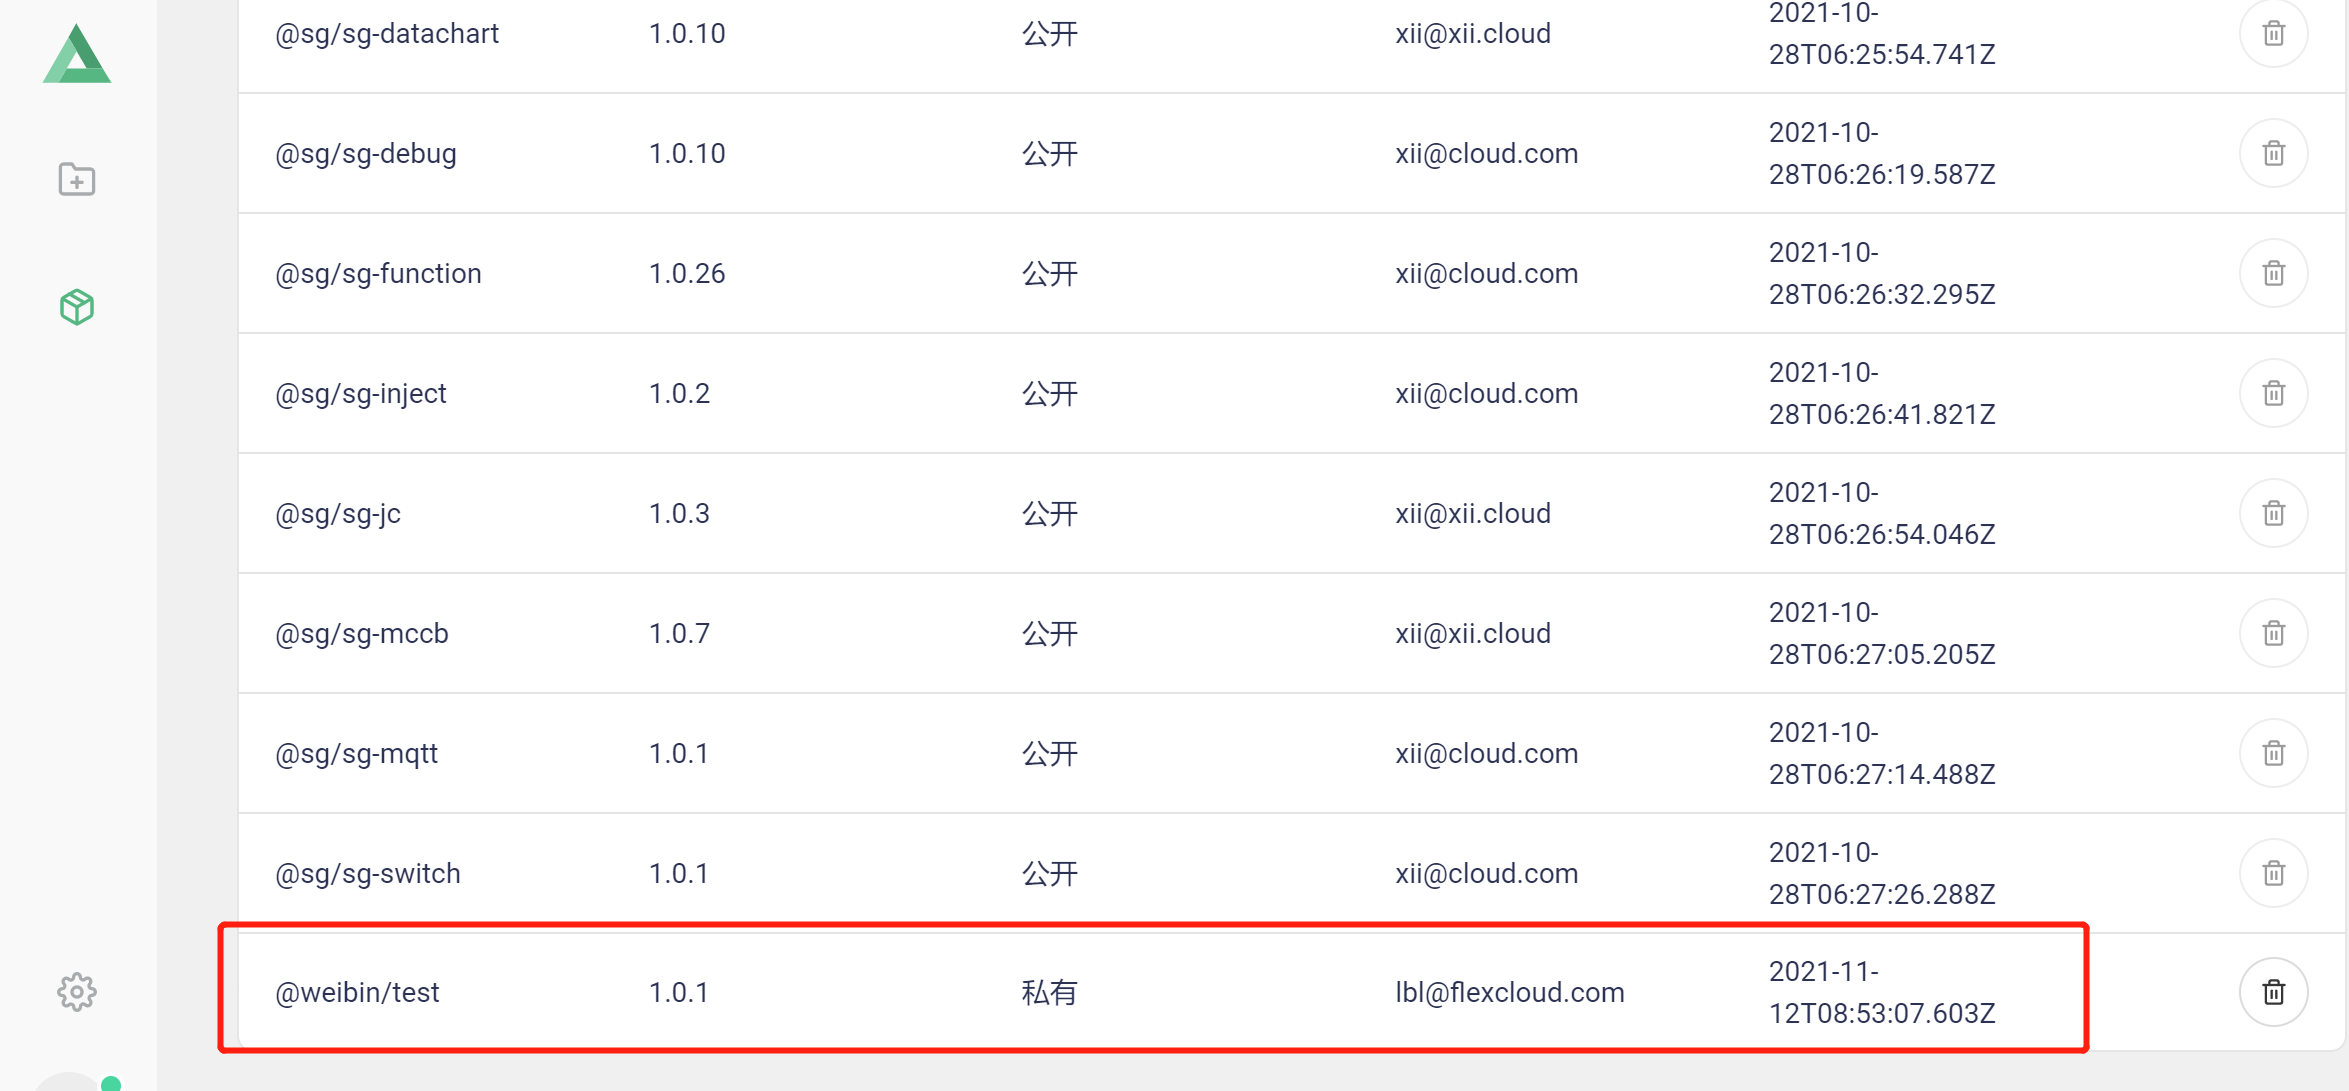 @sg/sg-datachart 1.0.10 公开 xii@xii.cloud 2021-10-
28T06:25:54.741Z
@sg/sg-debug 1.0.10 公开 xii@cloud.com 2021-10-
28T06:26:19.587Z
@sg/sg-function 1.0.26 公开 xii@cloud.com 2021-10-
28T06:26:32.295Z
@sg/sg-inject 1.0.2 公开 xii@cloud.com 2021-10-
28T06:26:41.821Z
@sg/sg-jc 1.0.3 公开 xii@xii.cloud 2021-10-
28T06:26:54.046Z
@sg/sg-mccb 1.0.7 公开 xii@xii.cloud 2021-10-
28T06:27:05.205Z
@sg/sg-mqtt 1.0.1 公开 xii@cloud.com 2021-10-
28T06:27:14.488Z
@sg/sg-switch 1.0.1 公开 xii@cloud.com 2021-10-
28T06:27:26.288Z
@weibin/test 1.0.1 私有 lbl@flexcloud.com 2021-11-
12T08:53:07.603Z